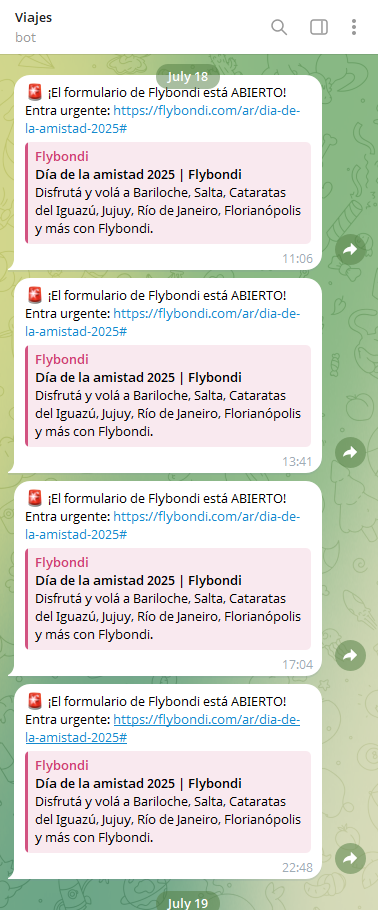 Viajes
bot
July 18
🚨 ¡El formulario de Flybondi está ABIERTO!
Entra urgente: https://flybondi.com/ar/dia-de-
la-amistad-2025#
Flybondi
Día de la amistad 2025 | Flybondi
Disfrutá y volá a Bariloche, Salta, Cataratas
del Iguazú, Jujuy, Río de Janeiro, Florianópolis
y más con Flybondi.
11:06
🚨 ¡El formulario de Flybondi está ABIERTO!
Entra urgente: https://flybondi.com/ar/dia-de-
la-amistad-2025#
Flybondi
Día de la amistad 2025 | Flybondi
Disfrutá y volá a Bariloche, Salta, Cataratas
del Iguazú, Jujuy, Río de Janeiro, Florianópolis
y más con Flybondi.
13:41
🚨 ¡El formulario de Flybondi está ABIERTO!
Entra urgente: https://flybondi.com/ar/dia-de-
la-amistad-2025#
Flybondi
Día de la amistad 2025 | Flybondi
Disfrutá y volá a Bariloche, Salta, Cataratas
del Iguazú, Jujuy, Río de Janeiro, Florianópolis
y más con Flybondi.
17:04
🚨 ¡El formulario de Flybondi está ABIERTO!
Entra urgente: https://flybondi.com/ar/dia-de-
la-amistad-2025#
Flybondi
Día de la amistad 2025 | Flybondi
Disfrutá y volá a Bariloche, Salta, Cataratas
del Iguazú, Jujuy, Río de Janeiro, Florianópolis
y más con Flybondi.
22:48
July 19